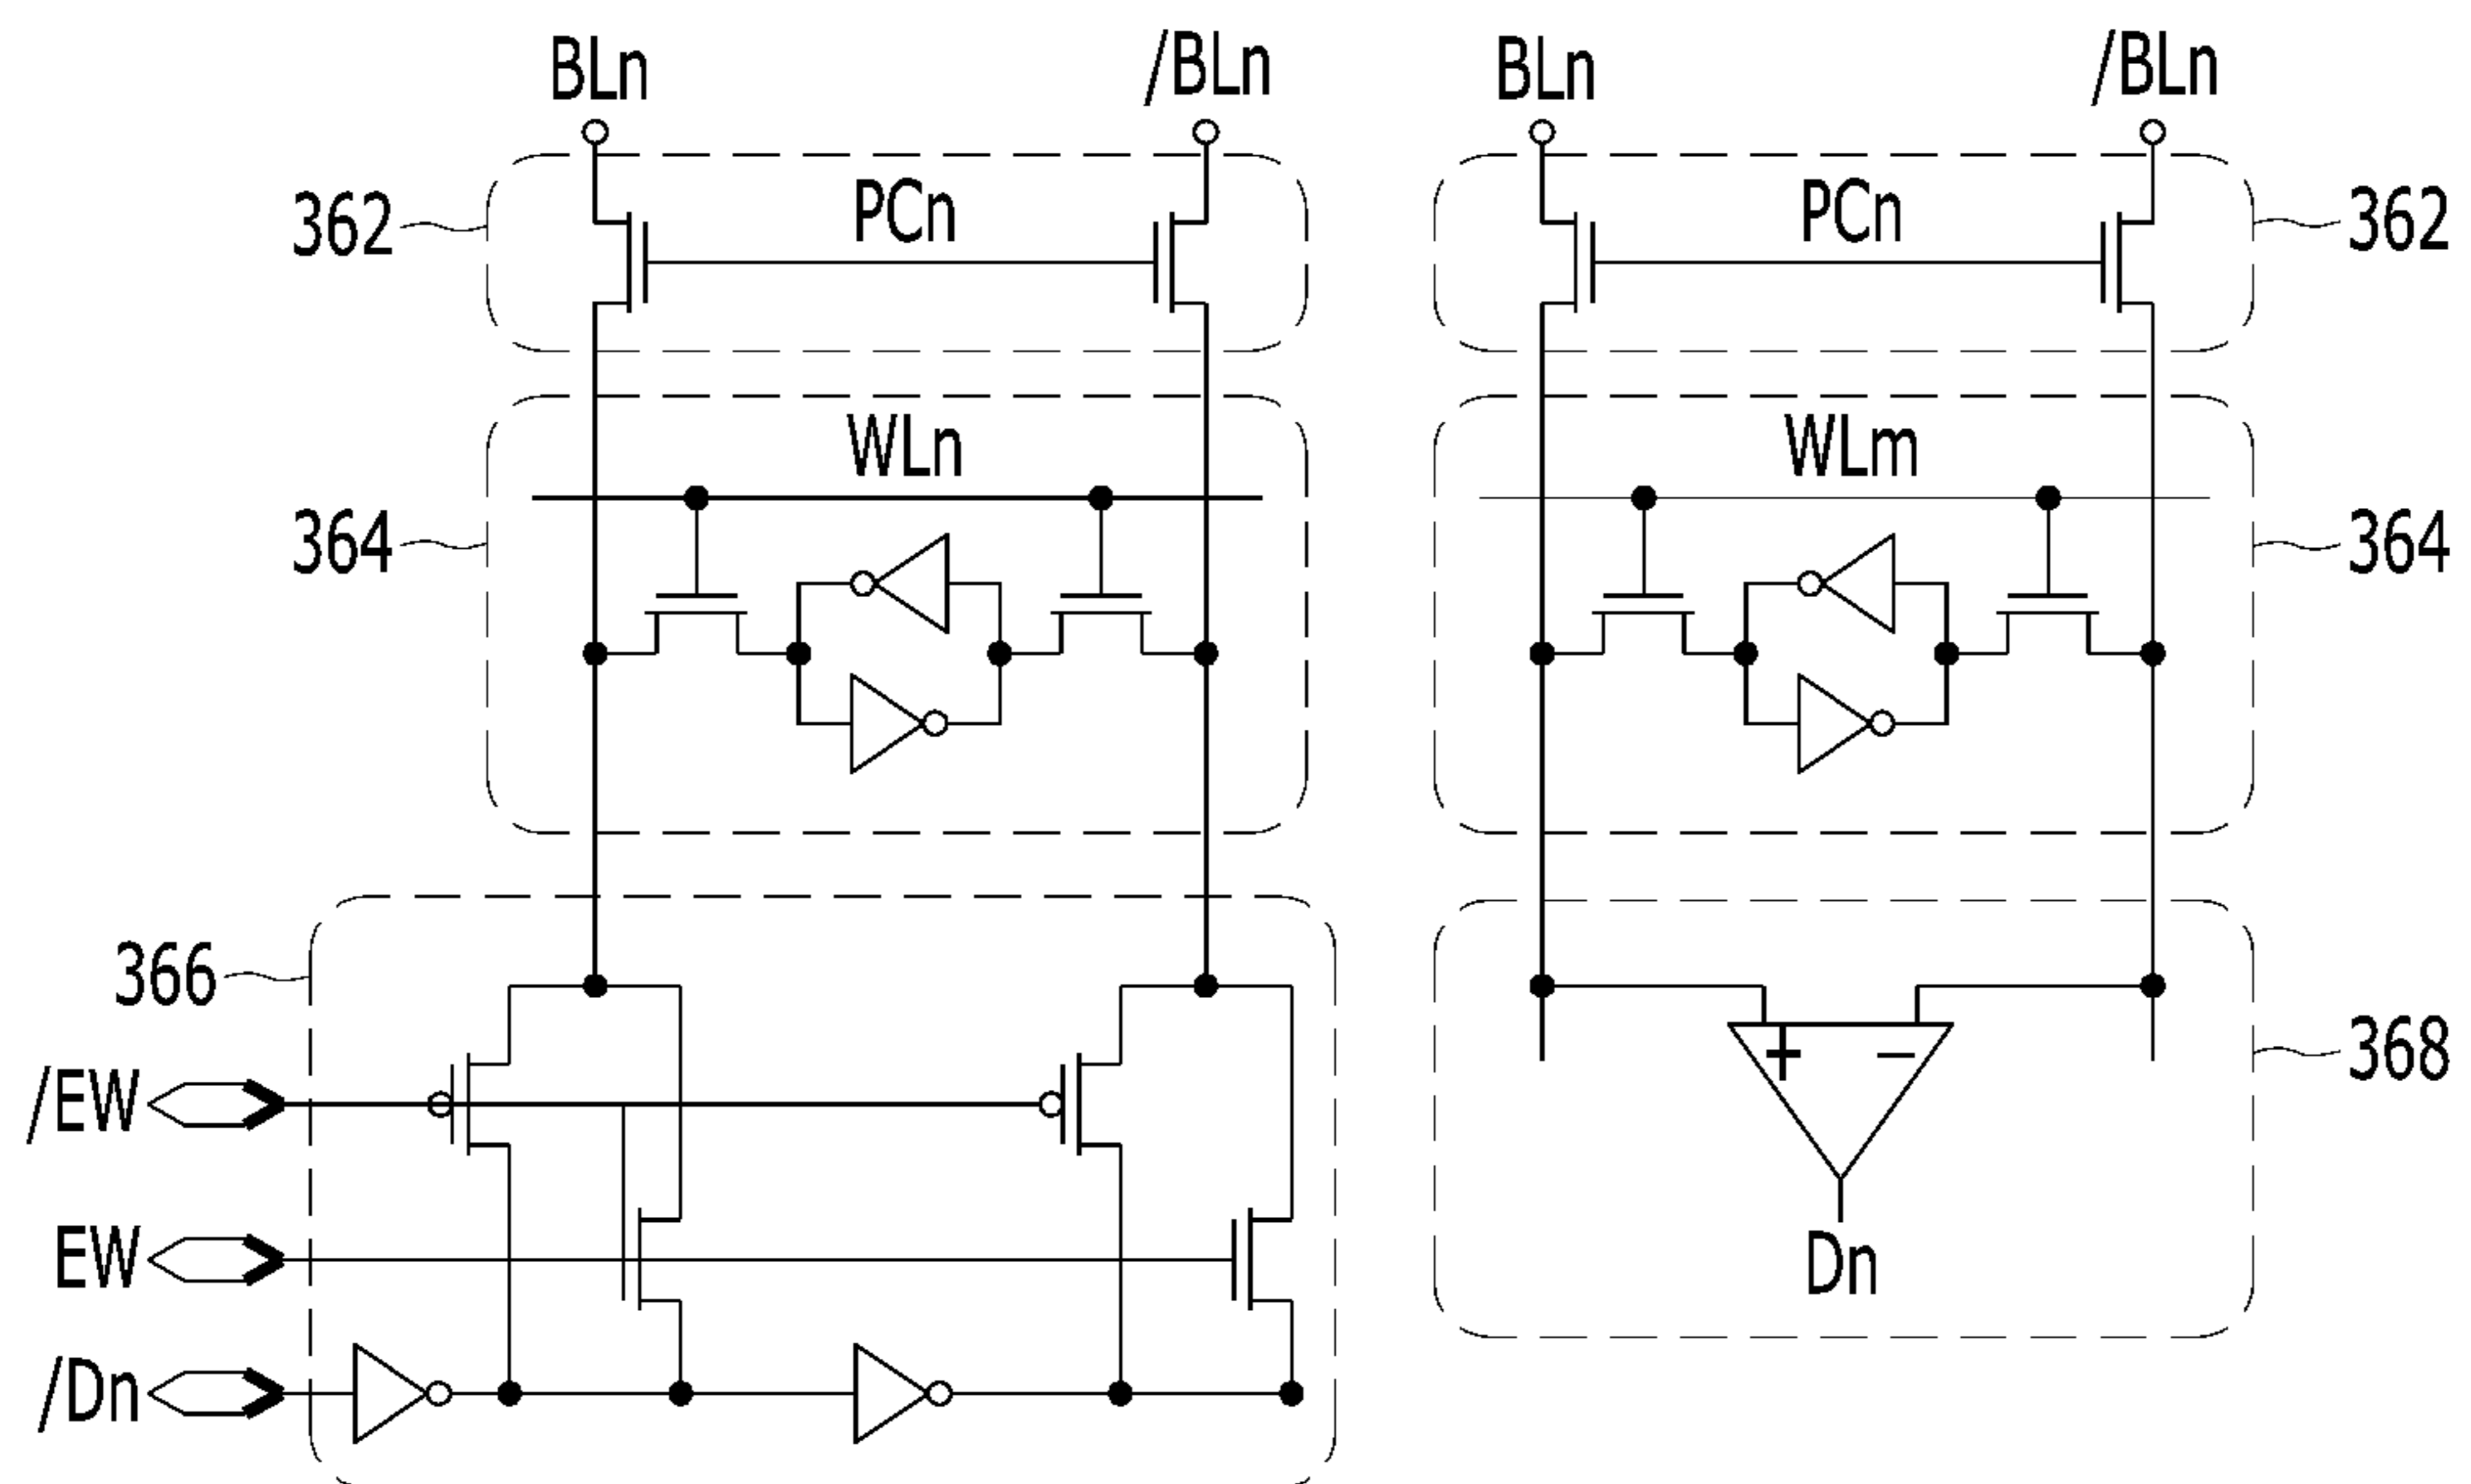 BLn /BLn BLn /BLn
362 PCn PCn 362
WLn WLm
364 364
366
/EW + − 368
EW Dn
/Dn